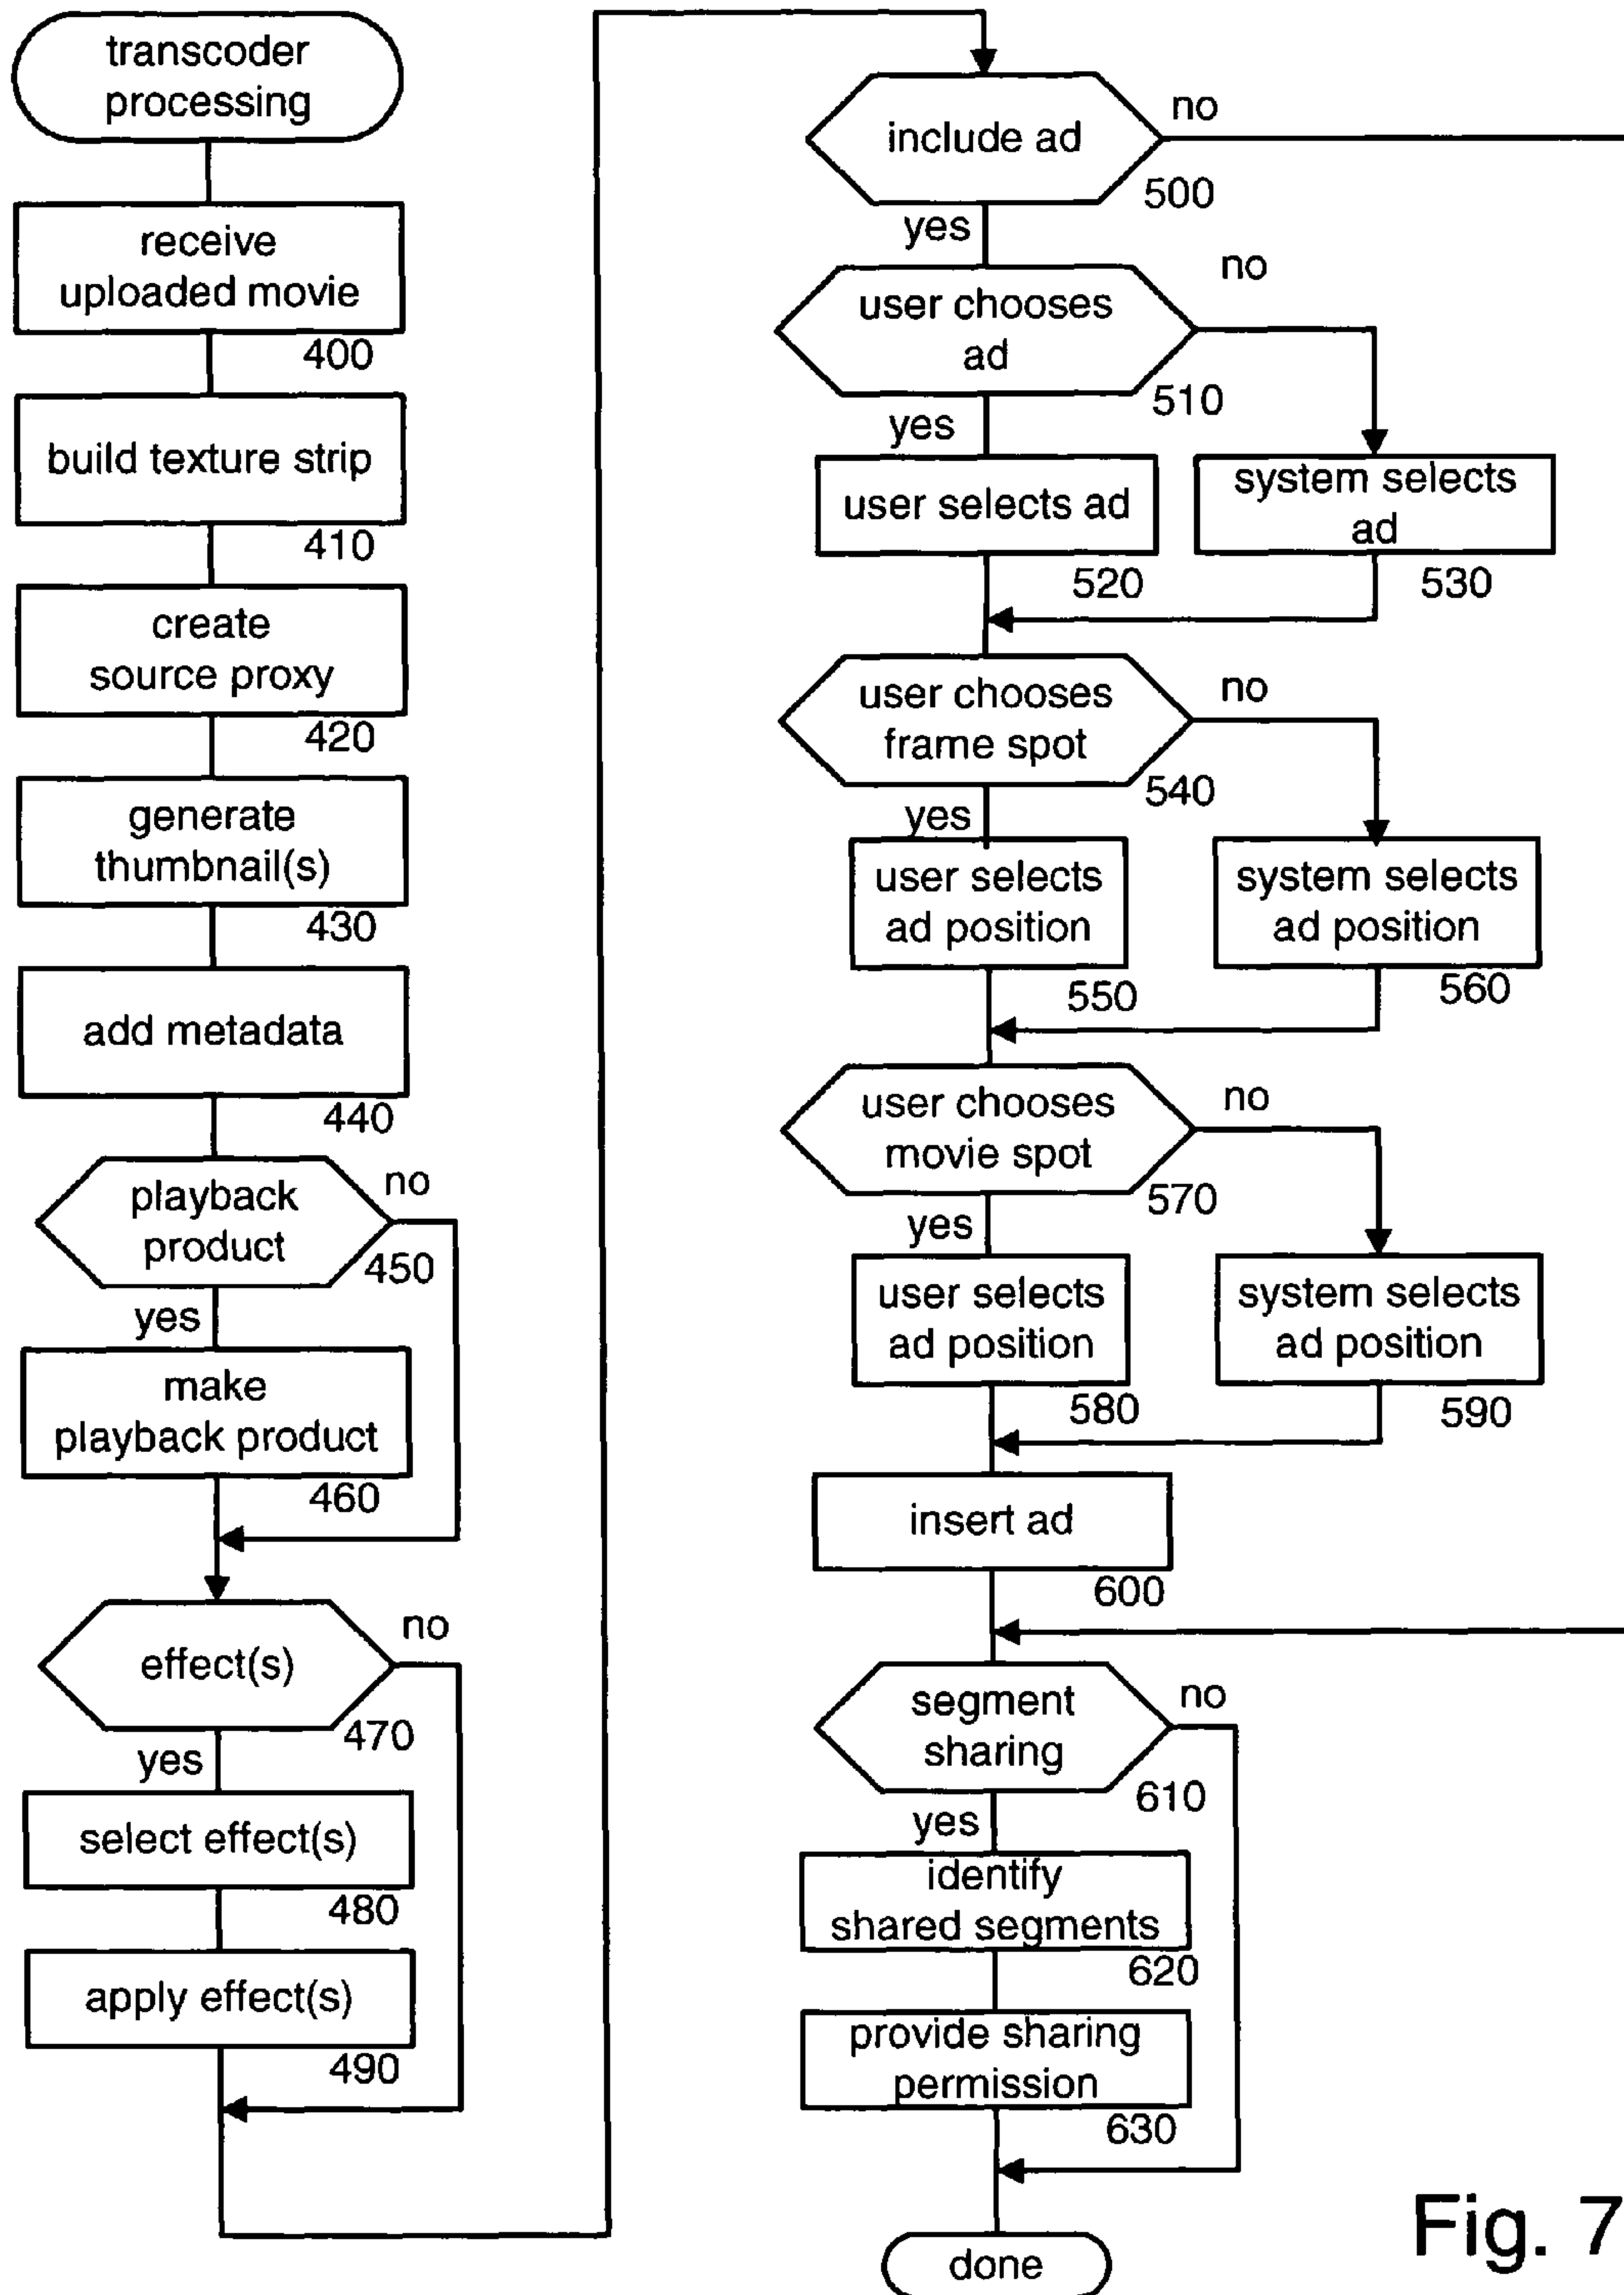 transcoder
processing
receive
uploaded movie
400
build texture strip
410
create
source proxy
420
generate
thumbnail(s)
430
add metadata
440
playback
product
no
450
yes
make
playback product
460
effect(s)
no
470
yes
select effect(s)
480
apply effect(s)
490
include ad
no
500
yes
user chooses
ad
no
510
yes
user selects ad
520
system selects
ad
530
user chooses
frame spot
no
540
yes
user selects
ad position
550
system selects
ad position
560
user chooses
movie spot
no
570
yes
user selects
ad position
580
system selects
ad position
590
insert ad
600
segment
sharing
no
610
yes
identify
shared segments
620
provide sharing
permission
630
done
Fig. 7